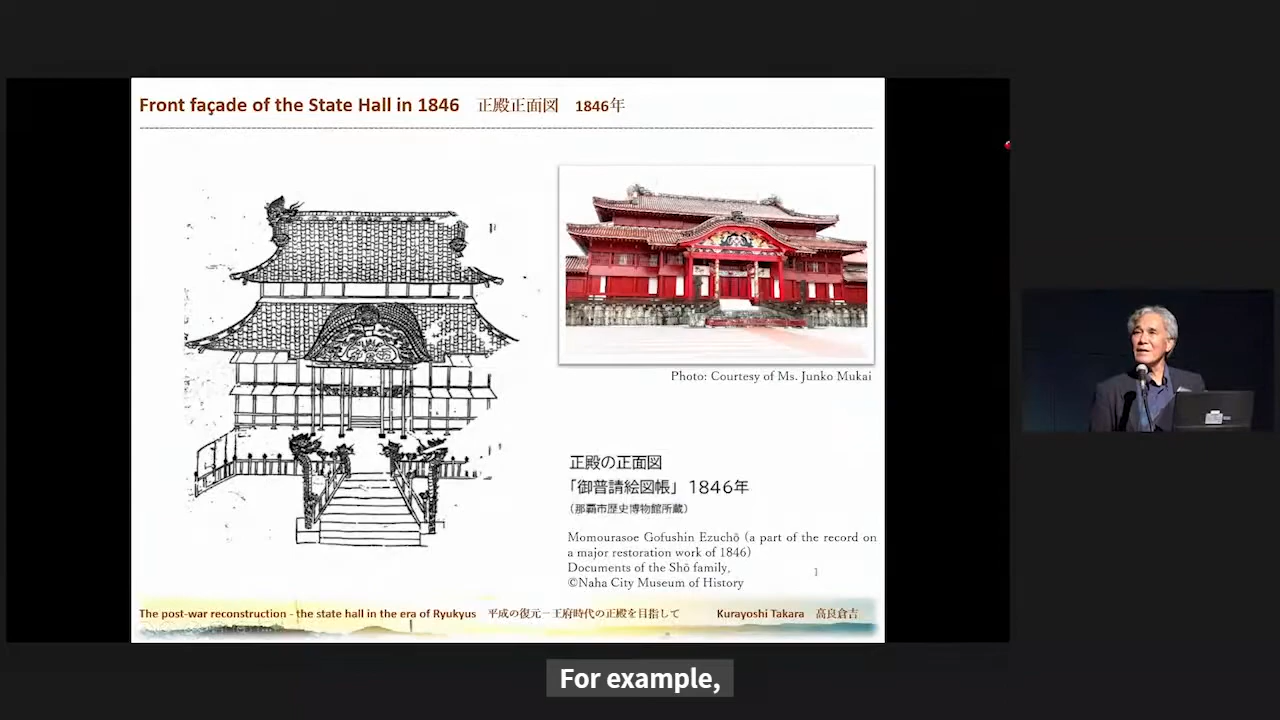 Front façade of the State Hall in 1846 正殿正面図 1846年
Photo: Courtesy of Ms. Junko Mukai
正殿の正面図
「御普請絵図帳」 1846年
（那覇市歴史博物館所蔵）
Momourasoe Gofushin Ezuchō (a part of the record on
a major restoration work of 1846)
Documents of the Shō family,
©Naha City Museum of History
1
The post-war reconstruction - the state hall in the era of Ryukyus 平成の復元－王府時代の正殿を目指して Kurayoshi Takara 高良倉吉
For example,